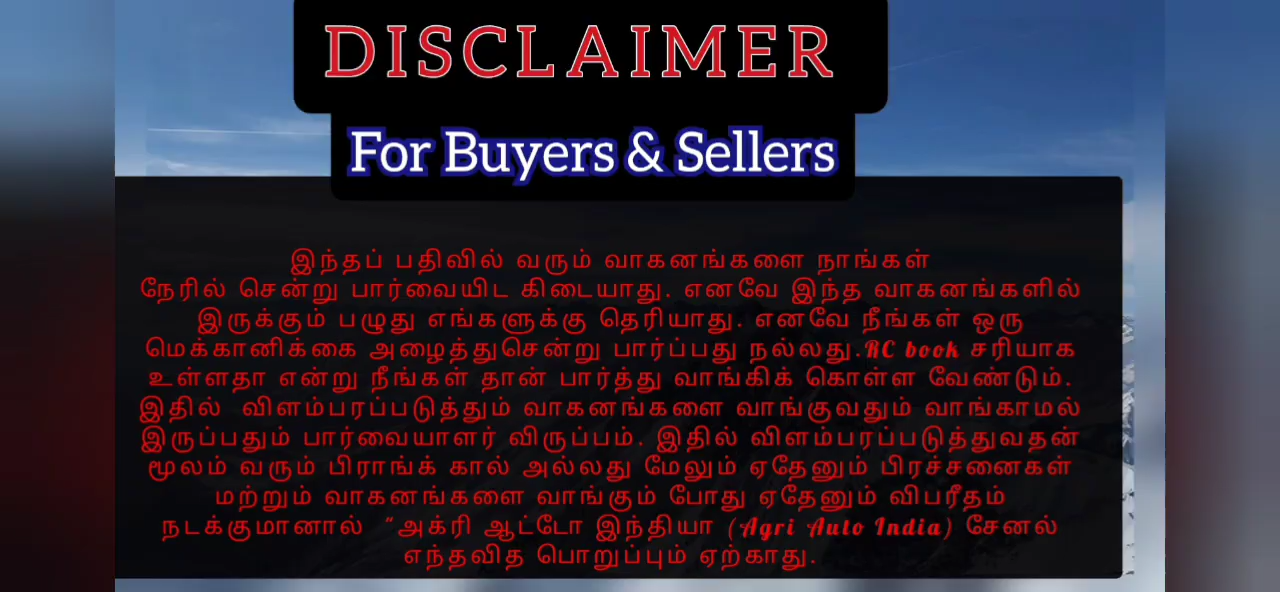 DISCLAIMER
For Buyers & Sellers
இந்தப் பதிவில் வரும் வாகனங்களை நாங்கள்
நேரில் சென்று பார்வையிட கிடையாது. எனவே இந்த வாகனங்களில்
இருக்கும் பழுது எங்களுக்கு தெரியாது. எனவே நீங்கள் ஒரு
மெக்கானிக்கை அழைத்துசென்று பார்ப்பது நல்லது.RC book சரியாக
உள்ளதா என்று நீங்கள் தான் பார்த்து வாங்கிக் கொள்ள வேண்டும்.
இதில் விளம்பரப்படுத்தும் வாகனங்களை வாங்குவதும் வாங்காமல்
இருப்பதும் பார்வையாளர் விருப்பம். இதில் விளம்பரப்படுத்துவதன்
மூலம் வரும் பிராங்க் கால் அல்லது மேலும் ஏதேனும் பிரச்சனைகள்
மற்றும் வாகனங்களை வாங்கும் போது ஏதேனும் விபரீதம்
நடக்குமானால் "அக்ரி ஆட்டோ இந்தியா (Agri Auto India) சேனல்
எந்தவித பொறுப்பும் ஏற்காது.